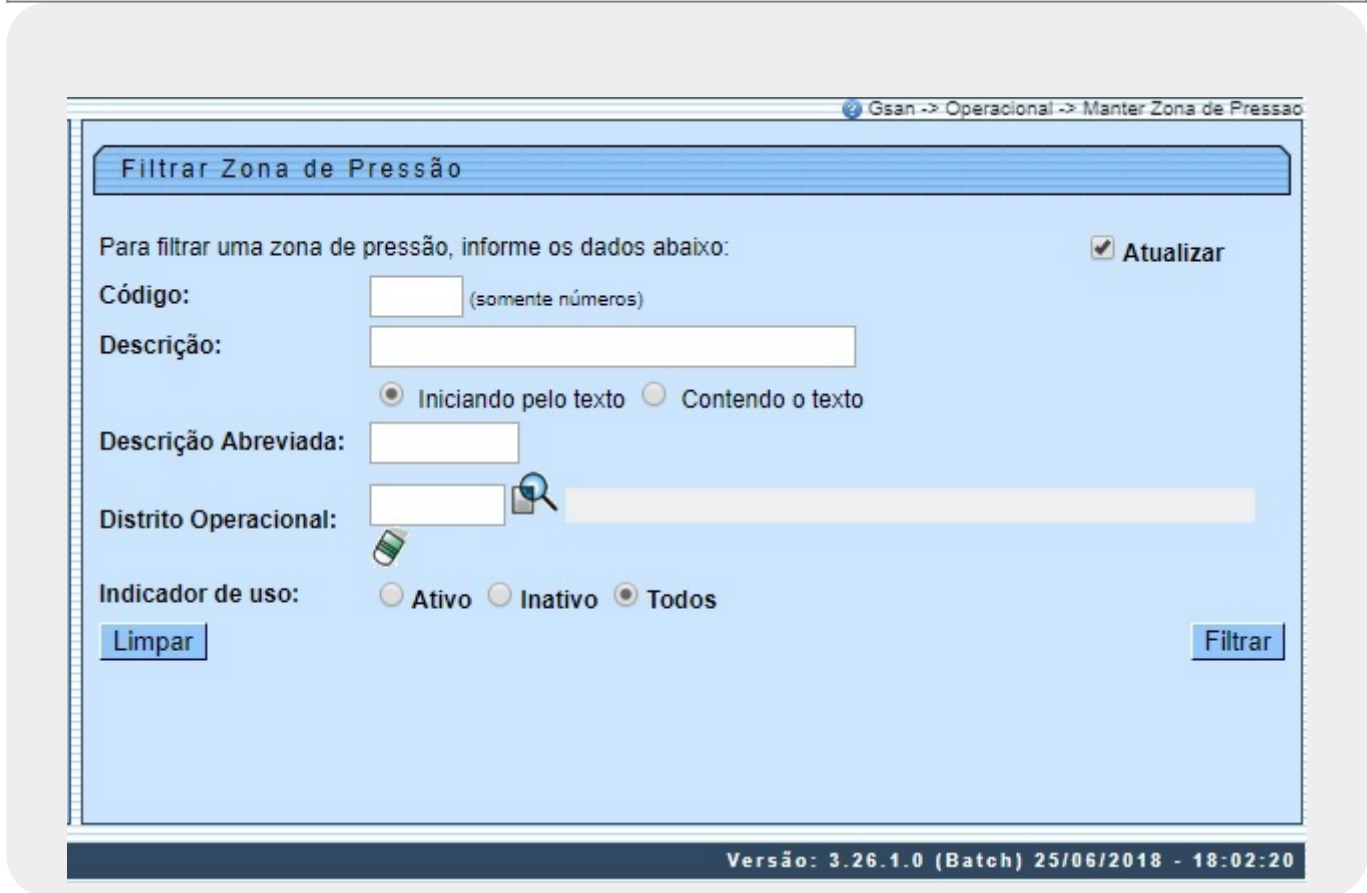 Gsan -> Operacional -> Manter Zona de Pressao
Filtrar Zona de Pressão
Para filtrar uma zona de pressão, informe os dados abaixo:
Atualizar
Código:
(somente números)
Descrição:
Iniciando pelo texto
Contendo o texto
Descrição Abreviada:
Distrito Operacional:
Indicador de uso:
Ativo
Inativo
Todos
Limpar
Filtrar
Versão: 3.26.1.0 (Batch) 25/06/2018 - 18:02:20